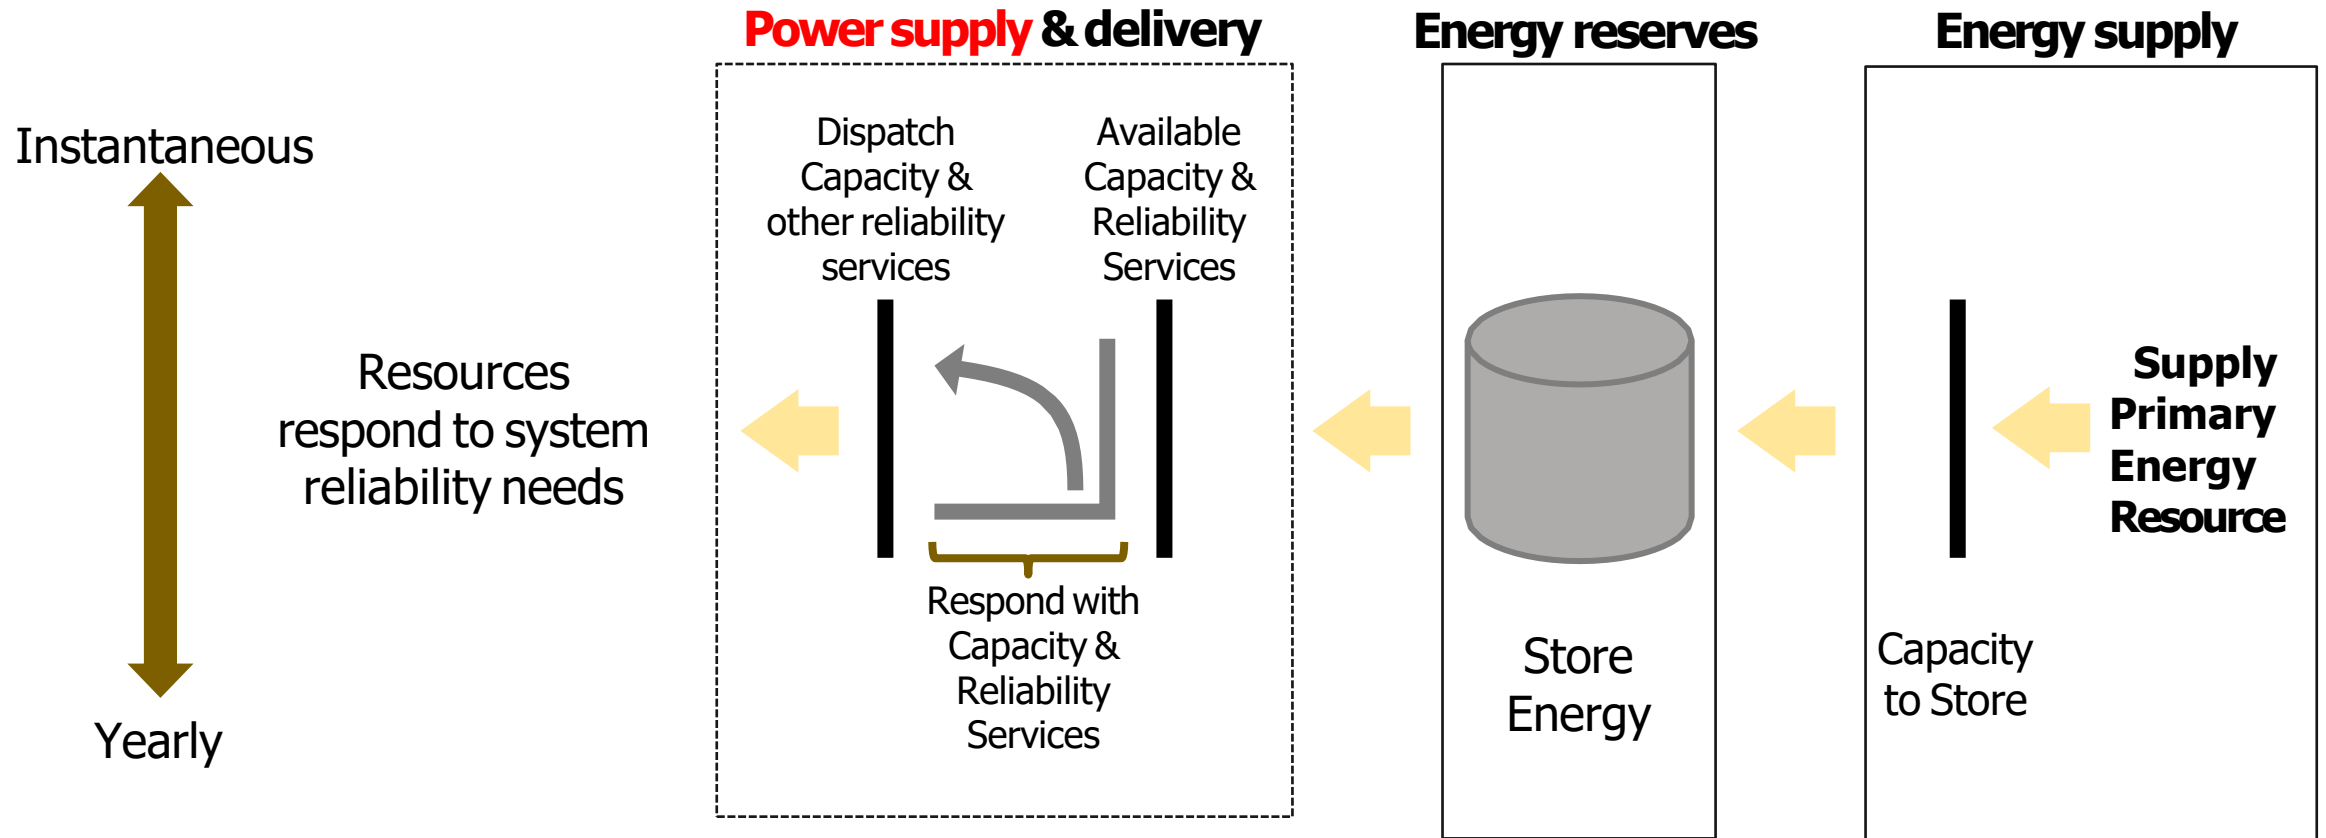 Power supply & delivery
Energy reserves
Energy supply
Instantaneous
Yearly
Resources
respond to system
reliability needs
Dispatch
Capacity &
other reliability
services
Available
Capacity &
Reliability
Services
Respond with
Capacity &
Reliability
Services
Store
Energy
Capacity
to Store
Supply
Primary
Energy
Resource